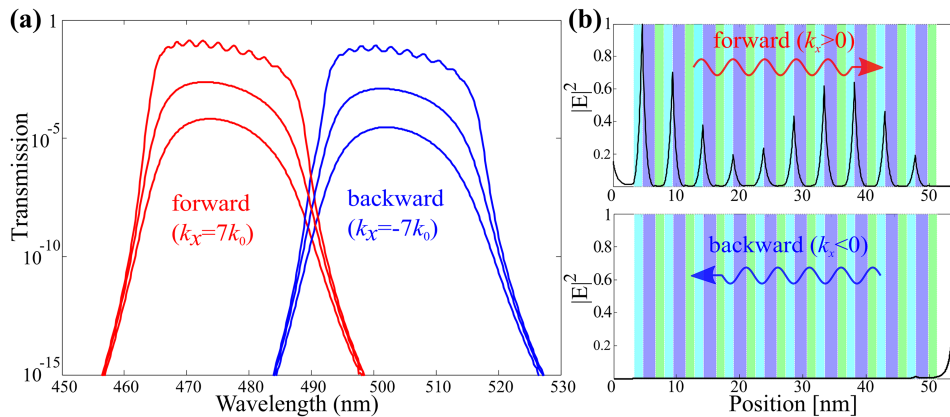 (a)
Transmission
1
10⁻⁵
10⁻¹⁰
10⁻¹⁵
forward
(kx=7k₀)
backward
(kx=-7k₀)
450 460 470 480 490 500 510 520 530
Wavelength (nm)
(b)
|E|²
1
0.8
0.6
0.4
0.2
forward (kx>0)
0 10 20 30 40 50
|E|²
1
0.8
0.6
0.4
0.2
0
backward (kx<0)
0 10 20 30 40 50
Position [nm]